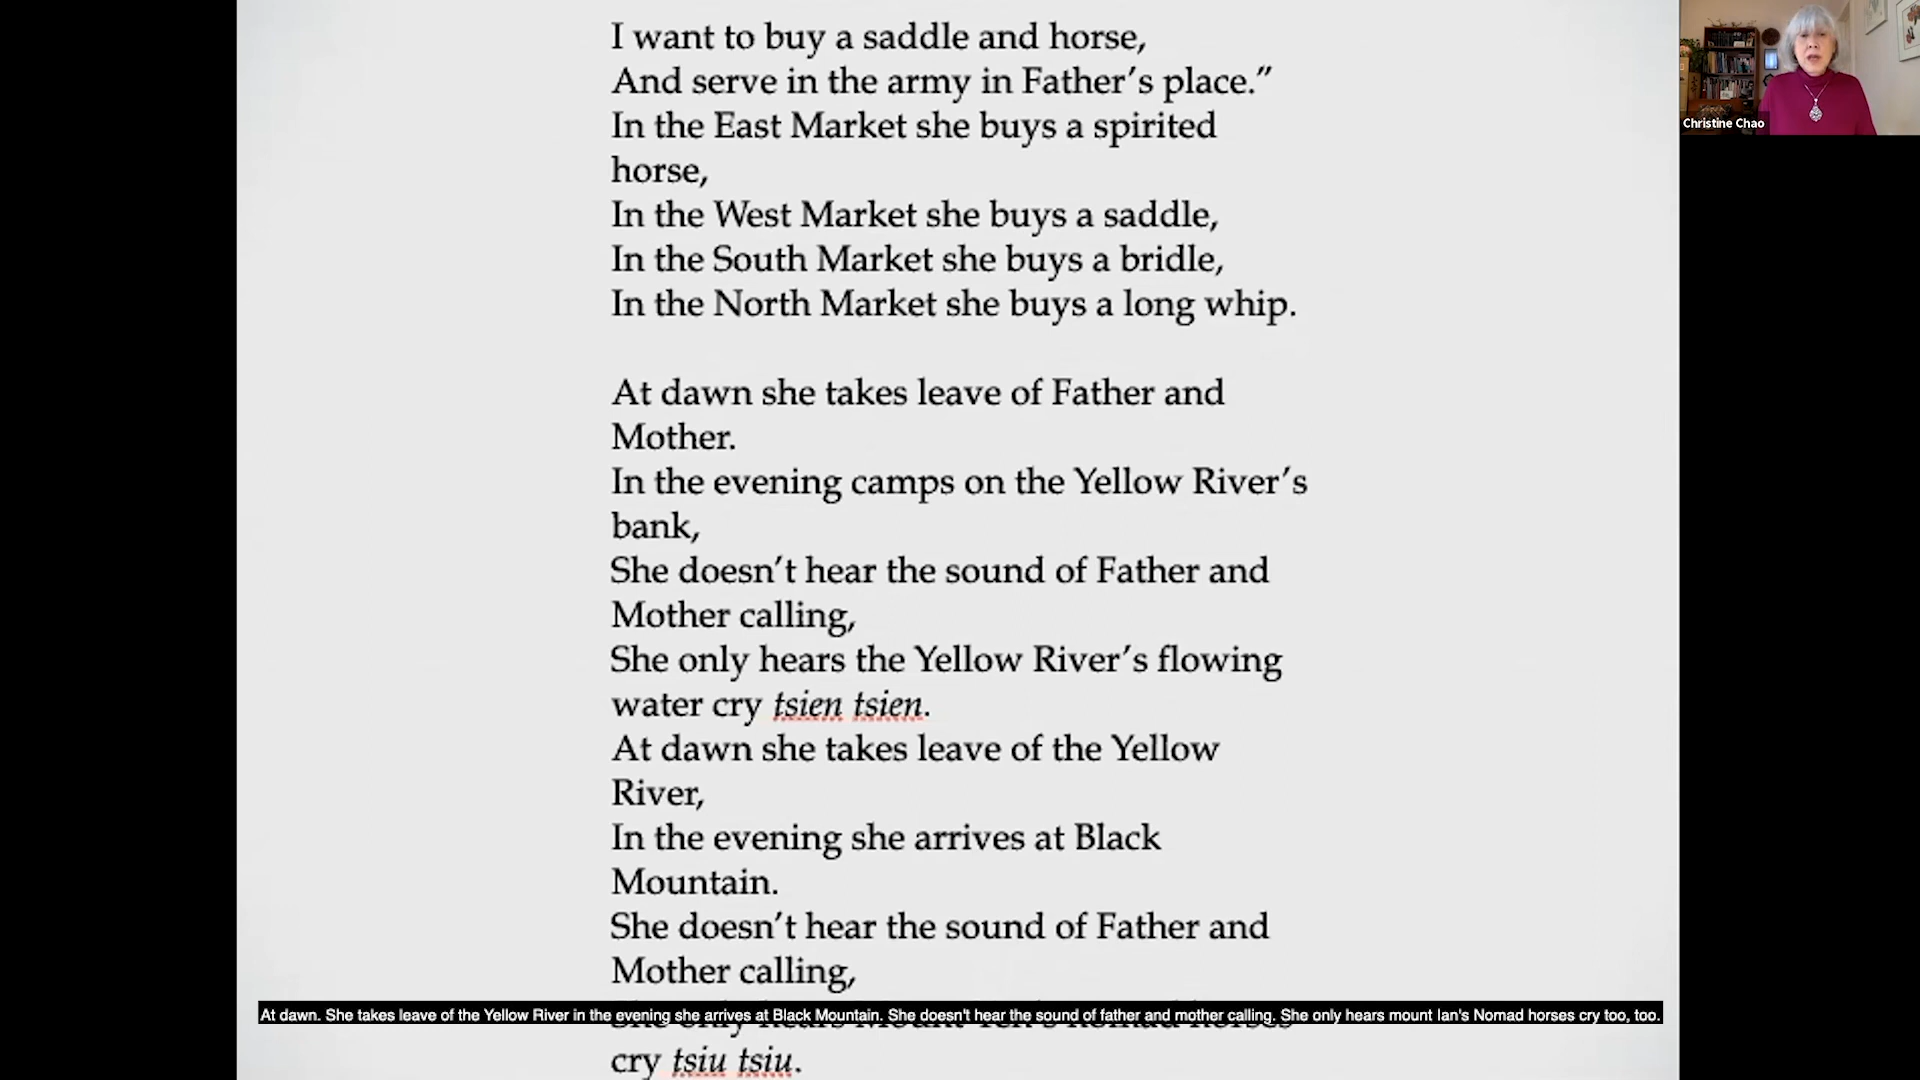 I want to buy a saddle and horse,
And serve in the army in Father's place.”
In the East Market she buys a spirited
horse,
In the West Market she buys a saddle,
In the South Market she buys a bridle,
In the North Market she buys a long whip.
At dawn she takes leave of Father and
Mother.
In the evening camps on the Yellow River's
bank,
She doesn't hear the sound of Father and
Mother calling,
She only hears the Yellow River's flowing
water cry tsien tsien.
At dawn she takes leave of the Yellow
River,
In the evening she arrives at Black
Mountain.
She doesn't hear the sound of Father and
Mother calling,
She only hears Mount Yen's nomad horses
cry tsiu tsiu.
At dawn. She takes leave of the Yellow River in the evening she arrives at Black Mountain. She doesn't hear the sound of father and mother calling. She only hears mount Ian's Nomad horses cry too, too.
Christine Chao